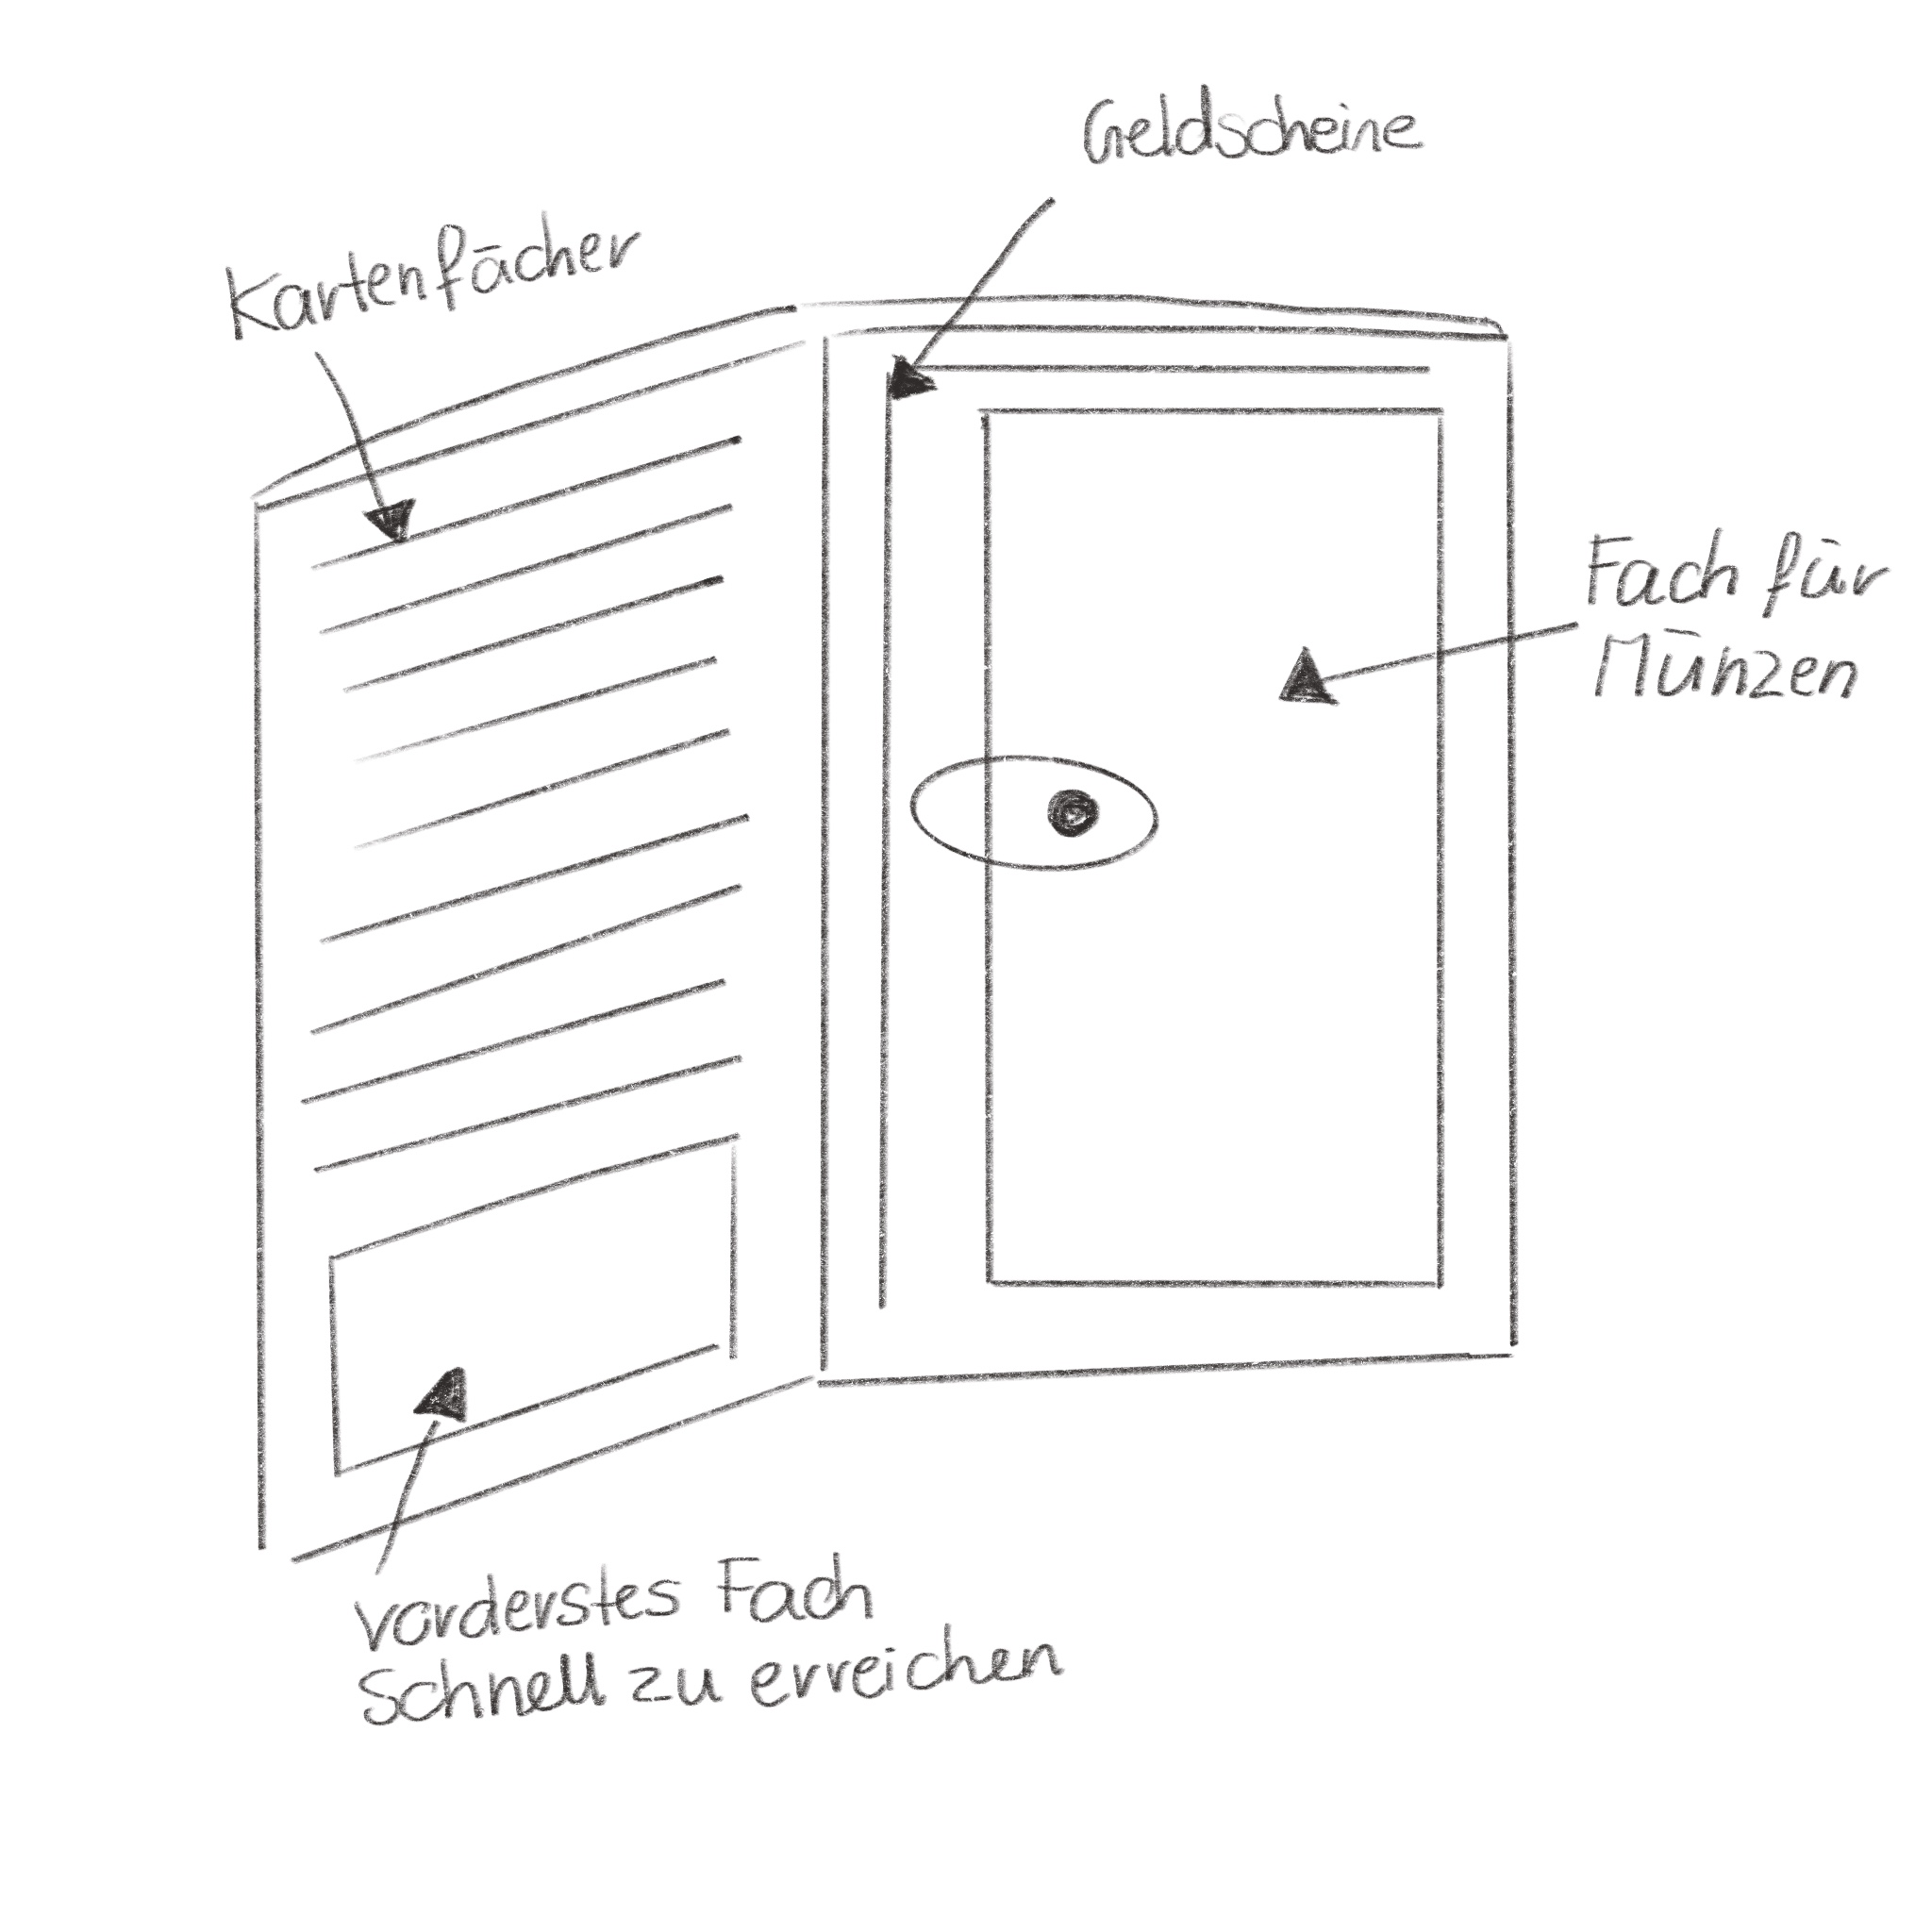 Geldscheine
Kartenfächer
Fach für
Münzen
vorderstes Fach
Schnell zu erreichen